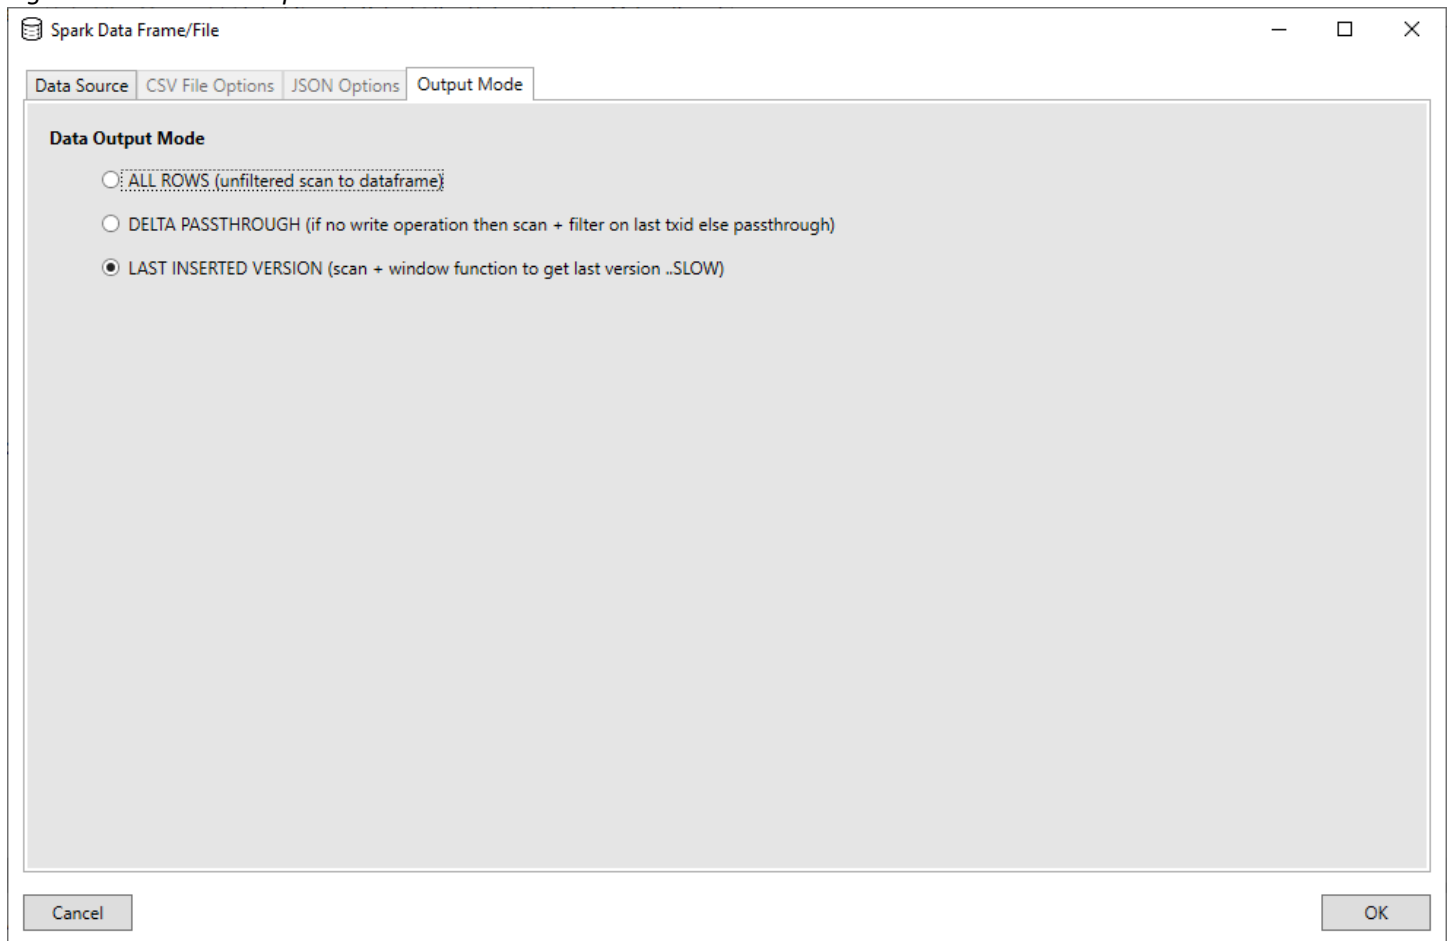 Spark Data Frame/File
Data Source CSV File Options JSON Options Output Mode
Data Output Mode
ALL ROWS (unfiltered scan to dataframe)
DELTA PASSTHROUGH (if no write operation then scan + filter on last txid else passthrough)
LAST INSERTED VERSION (scan + window function to get last version ..SLOW)
Cancel OK